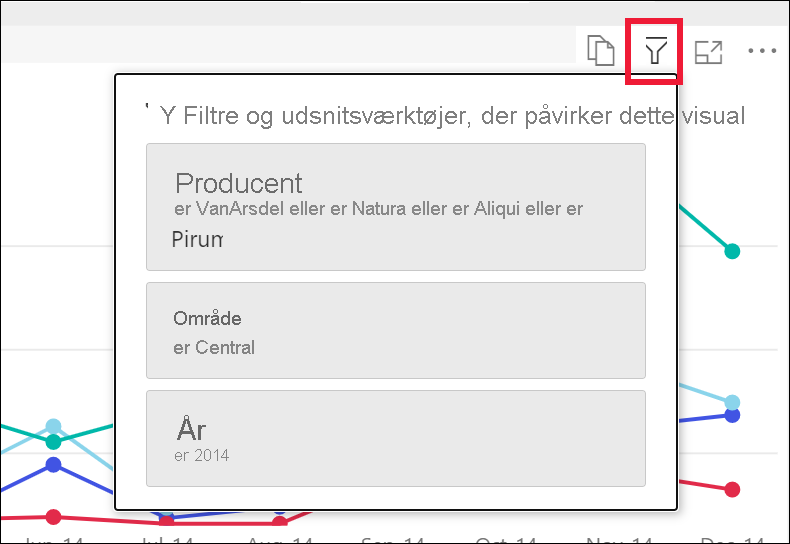 Y Filtre og udsnitsværktøjer, der påvirker dette visual
Producent
er VanArsdel eller er Natura eller er Aliqui eller er
Pirum
Område
er Central
År
er 2014
Jun-14 Jul-14 Aug-14 Sep-14 Oct-14 Nov-14 Dec-14